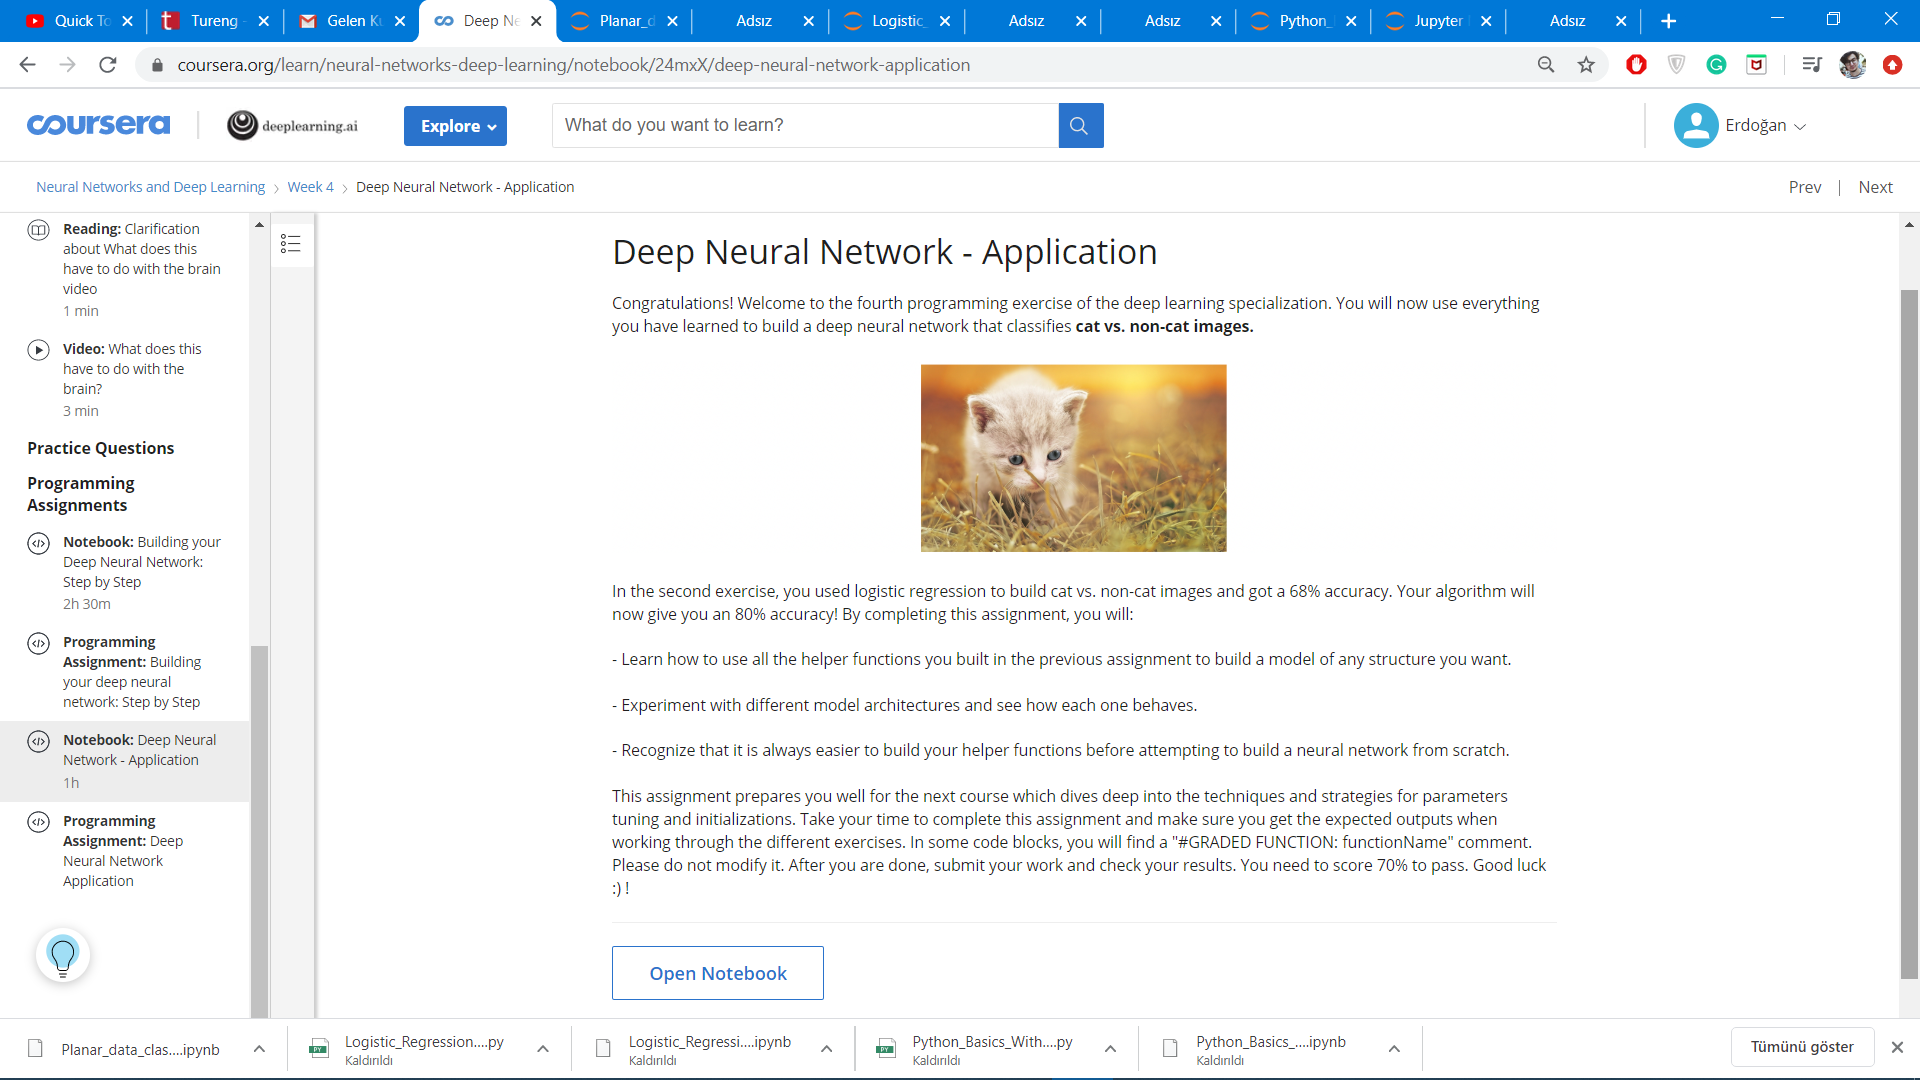 Quick To
Tureng -
Gelen Ku
Deep Ne
Planar_d
Adsız
Logistic_
Adsız
Adsız
Python_
Jupyter
Adsız
coursera.org/learn/neural-networks-deep-learning/notebook/24mxX/deep-neural-network-application
coursera
deeplearning.ai
Explore
What do you want to learn?
Erdoğan
Neural Networks and Deep Learning > Week 4 > Deep Neural Network - Application
Prev | Next
Reading: Clarification
about What does this
have to do with the brain
video
1 min
Video: What does this
have to do with the
brain?
3 min
Practice Questions
Programming
Assignments
Notebook: Building your
Deep Neural Network:
Step by Step
2h 30m
Programming
Assignment: Building
your deep neural
network: Step by Step
Notebook: Deep Neural
Network - Application
1h
Programming
Assignment: Deep
Neural Network
Application
Deep Neural Network - Application
Congratulations! Welcome to the fourth programming exercise of the deep learning specialization. You will now use everything
you have learned to build a deep neural network that classifies cat vs. non-cat images.
In the second exercise, you used logistic regression to build cat vs. non-cat images and got a 68% accuracy. Your algorithm will
now give you an 80% accuracy! By completing this assignment, you will:
- Learn how to use all the helper functions you built in the previous assignment to build a model of any structure you want.
- Experiment with different model architectures and see how each one behaves.
- Recognize that it is always easier to build your helper functions before attempting to build a neural network from scratch.
This assignment prepares you well for the next course which dives deep into the techniques and strategies for parameters
tuning and initializations. Take your time to complete this assignment and make sure you get the expected outputs when
working through the different exercises. In some code blocks, you will find a "#GRADED FUNCTION: functionName" comment.
Please do not modify it. After you are done, submit your work and check your results. You need to score 70% to pass. Good luck
:) !
Open Notebook
Planar_data_clas....ipynb
Logistic_Regression....py
Kaldırıldı
Logistic_Regressi....ipynb
Kaldırıldı
Python_Basics_With....py
Kaldırıldı
Python_Basics_....ipynb
Kaldırıldı
Tümünü göster